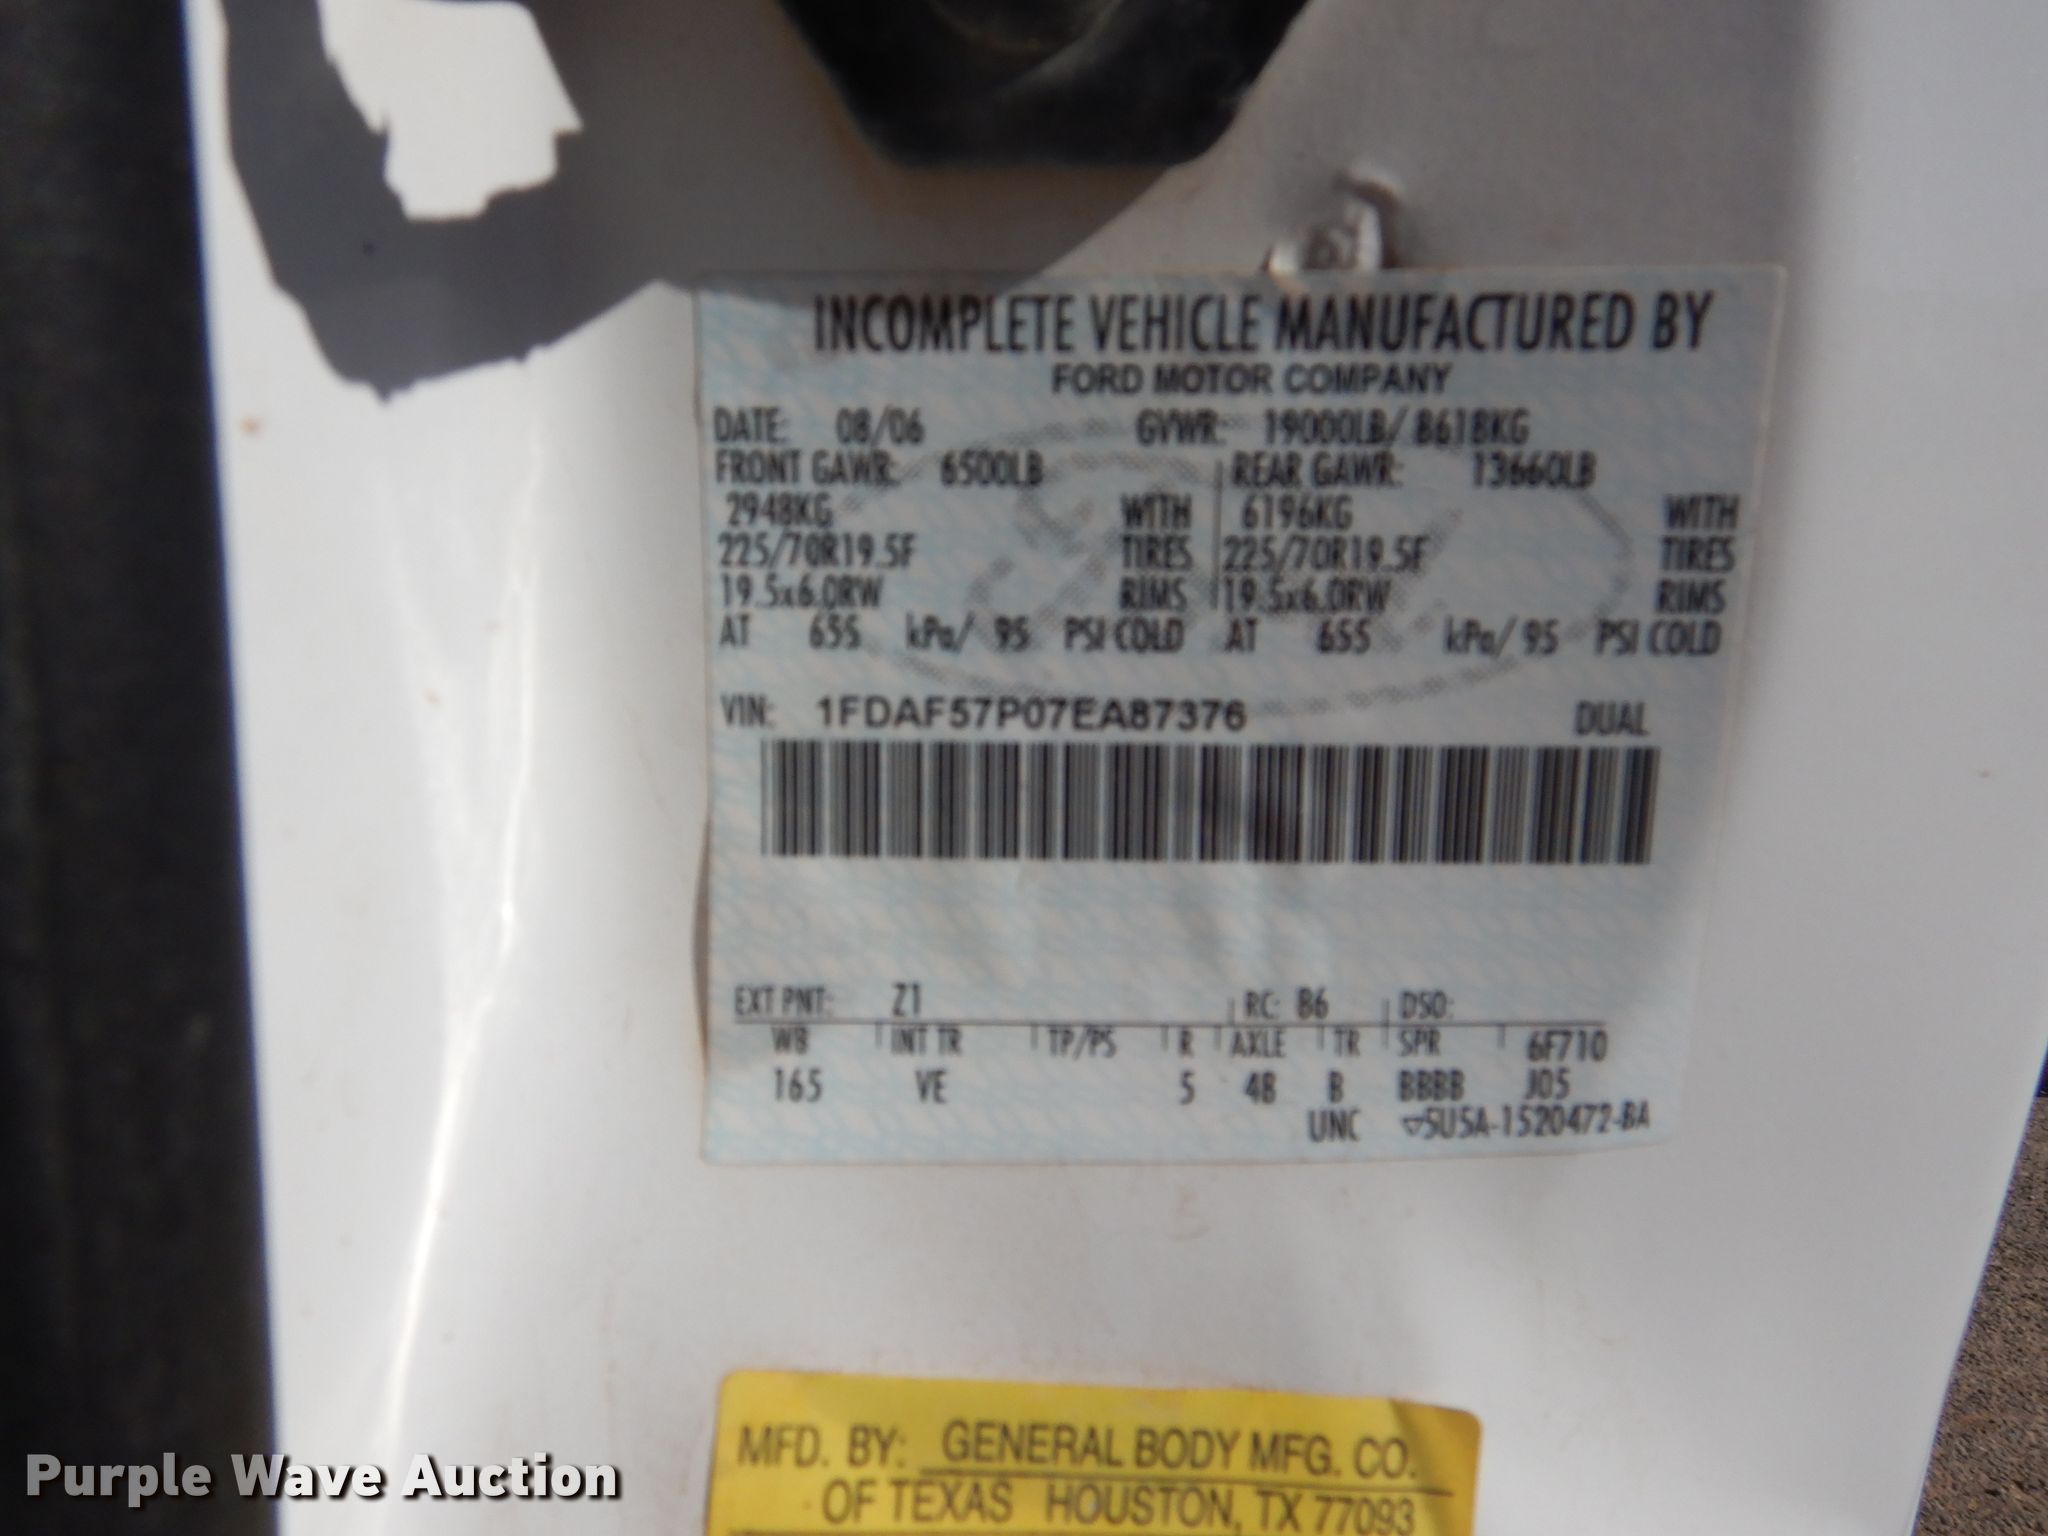 INCOMPLETE VEHICLE MANUFACTURED BY
FORD MOTOR COMPANY
DATE: 08/06 GVWR: 19000LB/ 8618KG
FRONT GAWR: 6500LB REAR GAWR: 13660LB
2948KG WITH 6196KG WITH
225/70R19.5F TIRES 225/70R19.5F TIRES
19.5x6.0RW RIMS 19.5x6.0RW RIMS
AT 655 kPa/ 95 PSI COLD AT 655 kPa/ 95 PSI COLD
VIN: 1FDAF57P07EA87376 DUAL
EXT PNT: Z1 RC: B6 DSO:
WB INT TR TP/PS R AXLE TR SPR 6F710
165 VE 5 4B B BBBB J05
UNC ▽5U5A-1520472-BA
MFD. BY: GENERAL BODY MFG. CO.
OF TEXAS HOUSTON, TX 77093
Purple Wave Auction